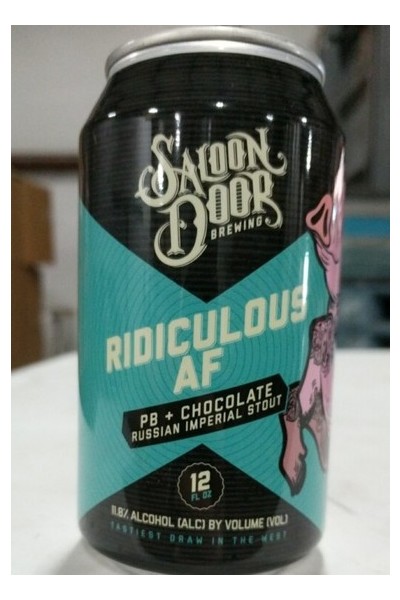 SALOON
DOOR
BREWING
RIDICULOUS
AF
PB + CHOCOLATE
RUSSIAN IMPERIAL STOUT
12
FL OZ
11.8% ALCOHOL (ALC) BY VOLUME (VOL)
TASTIEST DRAW IN THE WEST